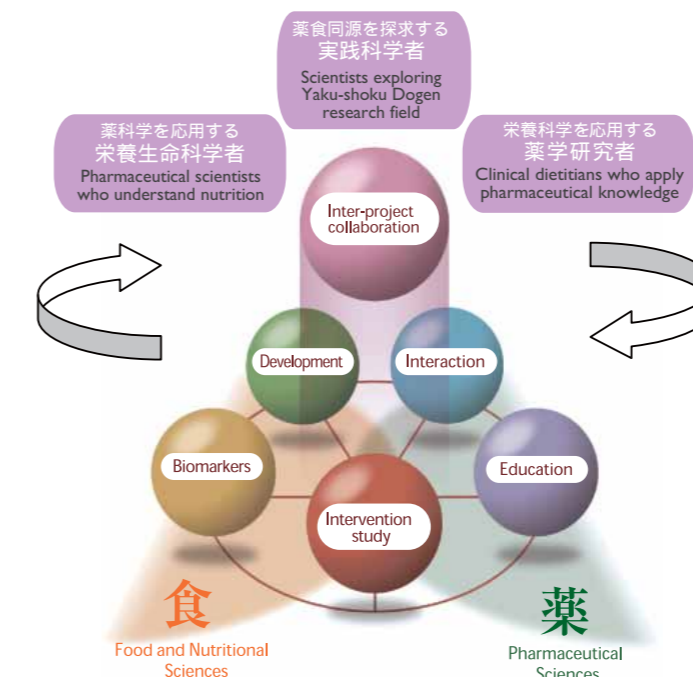 薬食同源を探求する
実践科学者
Scientists exploring
Yaku-shoku Dogen
research field
薬科学を応用する
栄養生命科学者
Pharmaceutical scientists
who understand nutrition
栄養科学を応用する
薬学研究者
Clinical dietitians who apply
pharmaceutical knowledge
Inter-project
collaboration
Development
Interaction
Biomarkers
Education
Intervention
study
食
Food and Nutritional
Sciences
薬
Pharmaceutical
Sciences